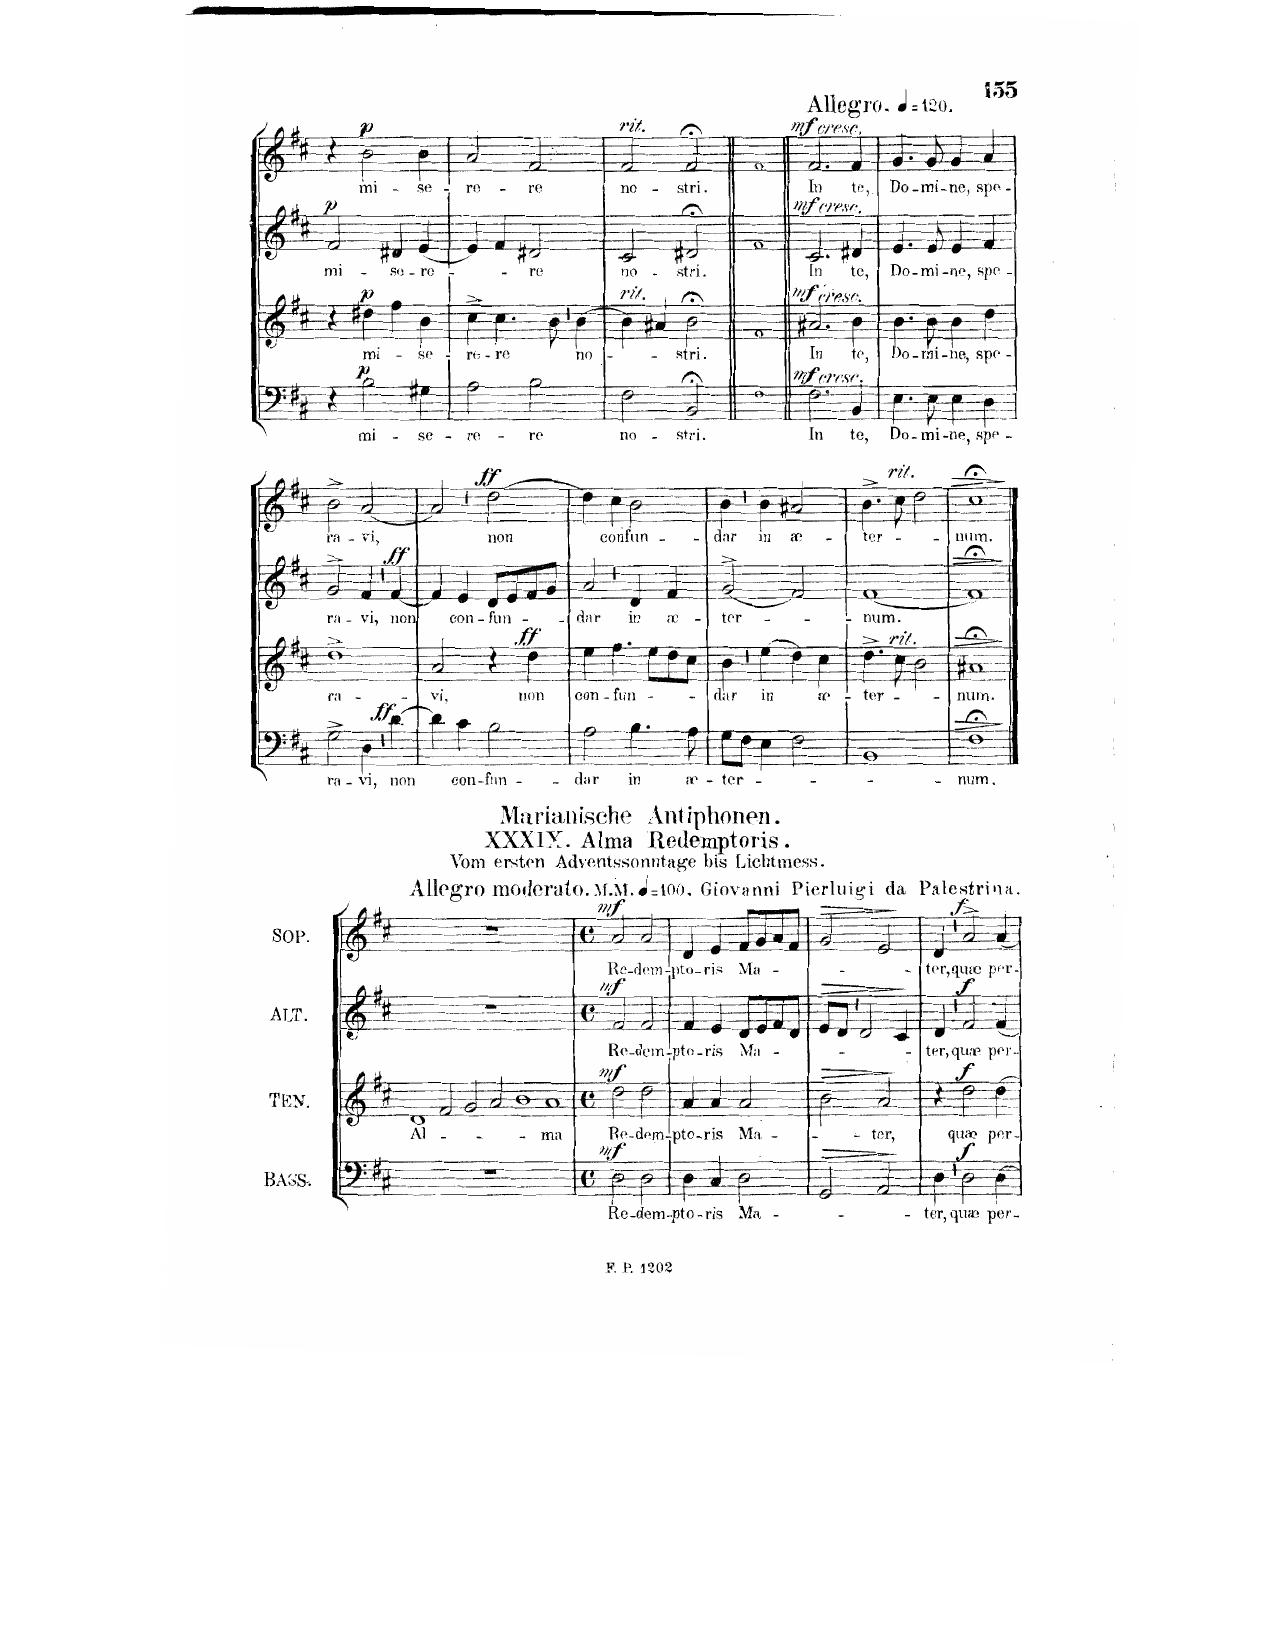 155
Allegro. ♩=120.
p rit. mf cresc.
mi - se - re - re no - stri. In te, Do-mi-ne, spe-
p mf cresc.
mi - se-re - - re no - stri. In te, Do-mi-ne, spe-
p rit. mf cresc.
mi - se - re-re no - - stri. In te, Do-mi-ne, spe-
p mf cresc.
mi - se - re - re no - stri. In te, Do-mi-ne, spe-
ff rit.
ra - vi, non confun - dar in æ - ter - - num.
ff
ra - vi, non con-fun - - dar in æ - ter - - - num.
ff rit.
ra - - vi, non con-fun - - dar in æ - ter - - num.
ff
ra - vi, non con-fun - - dar in æ - ter - - - - num.
Marianische Antiphonen.
XXXIX. Alma Redemptoris.
Vom ersten Adventssonntage bis Lichtmess.
Allegro moderato. M.M. ♩=100. Giovanni Pierluigi da Palestrina.
mf f
SOP.
Re-dem-pto-ris Ma - - - ter, quæ per-
mf f
ALT.
Re-dem-pto-ris Ma - - - ter, quæ per-
mf f
TEN.
Al - - - - ma Re-dem-pto-ris Ma - - ter, quæ per-
mf f
BASS.
Re-dem-pto-ris Ma - - - ter, quæ per-
F. P. 1202